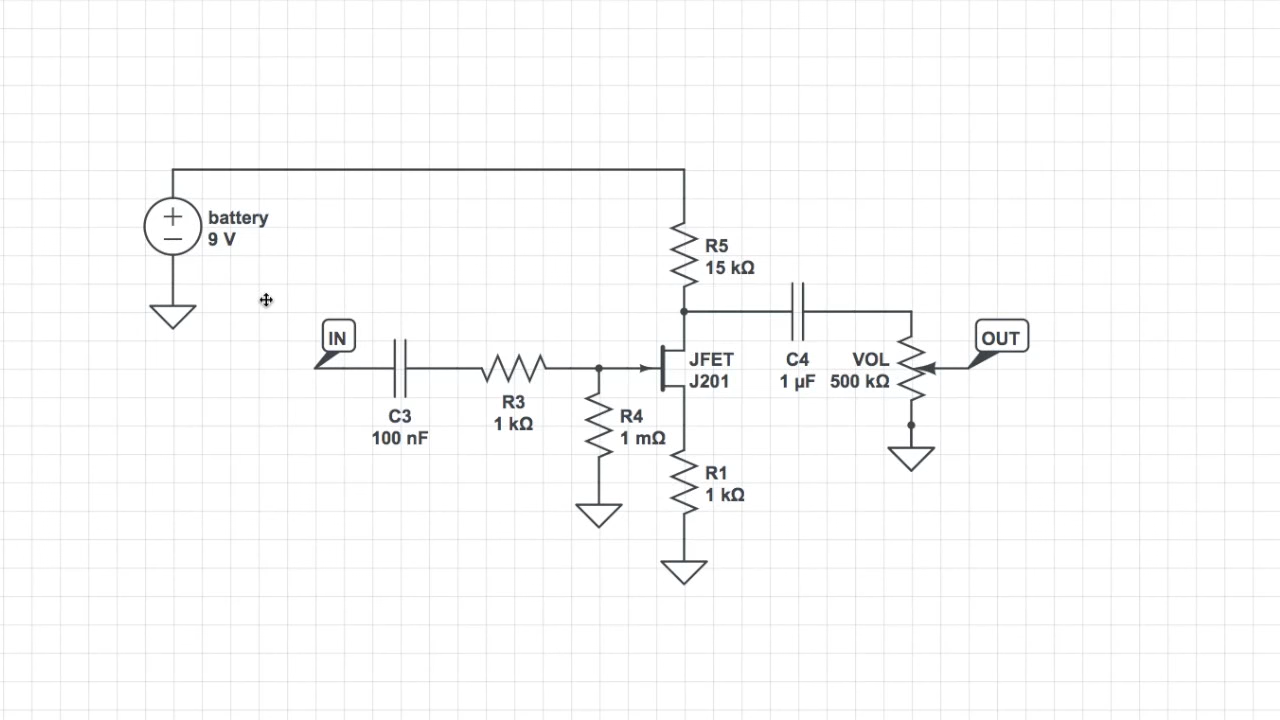 battery
9 V
R5
15 kΩ
IN
OUT
JFET
J201
C4
1 µF
VOL
500 kΩ
R3
1 kΩ
C3
100 nF
R4
1 mΩ
R1
1 kΩ